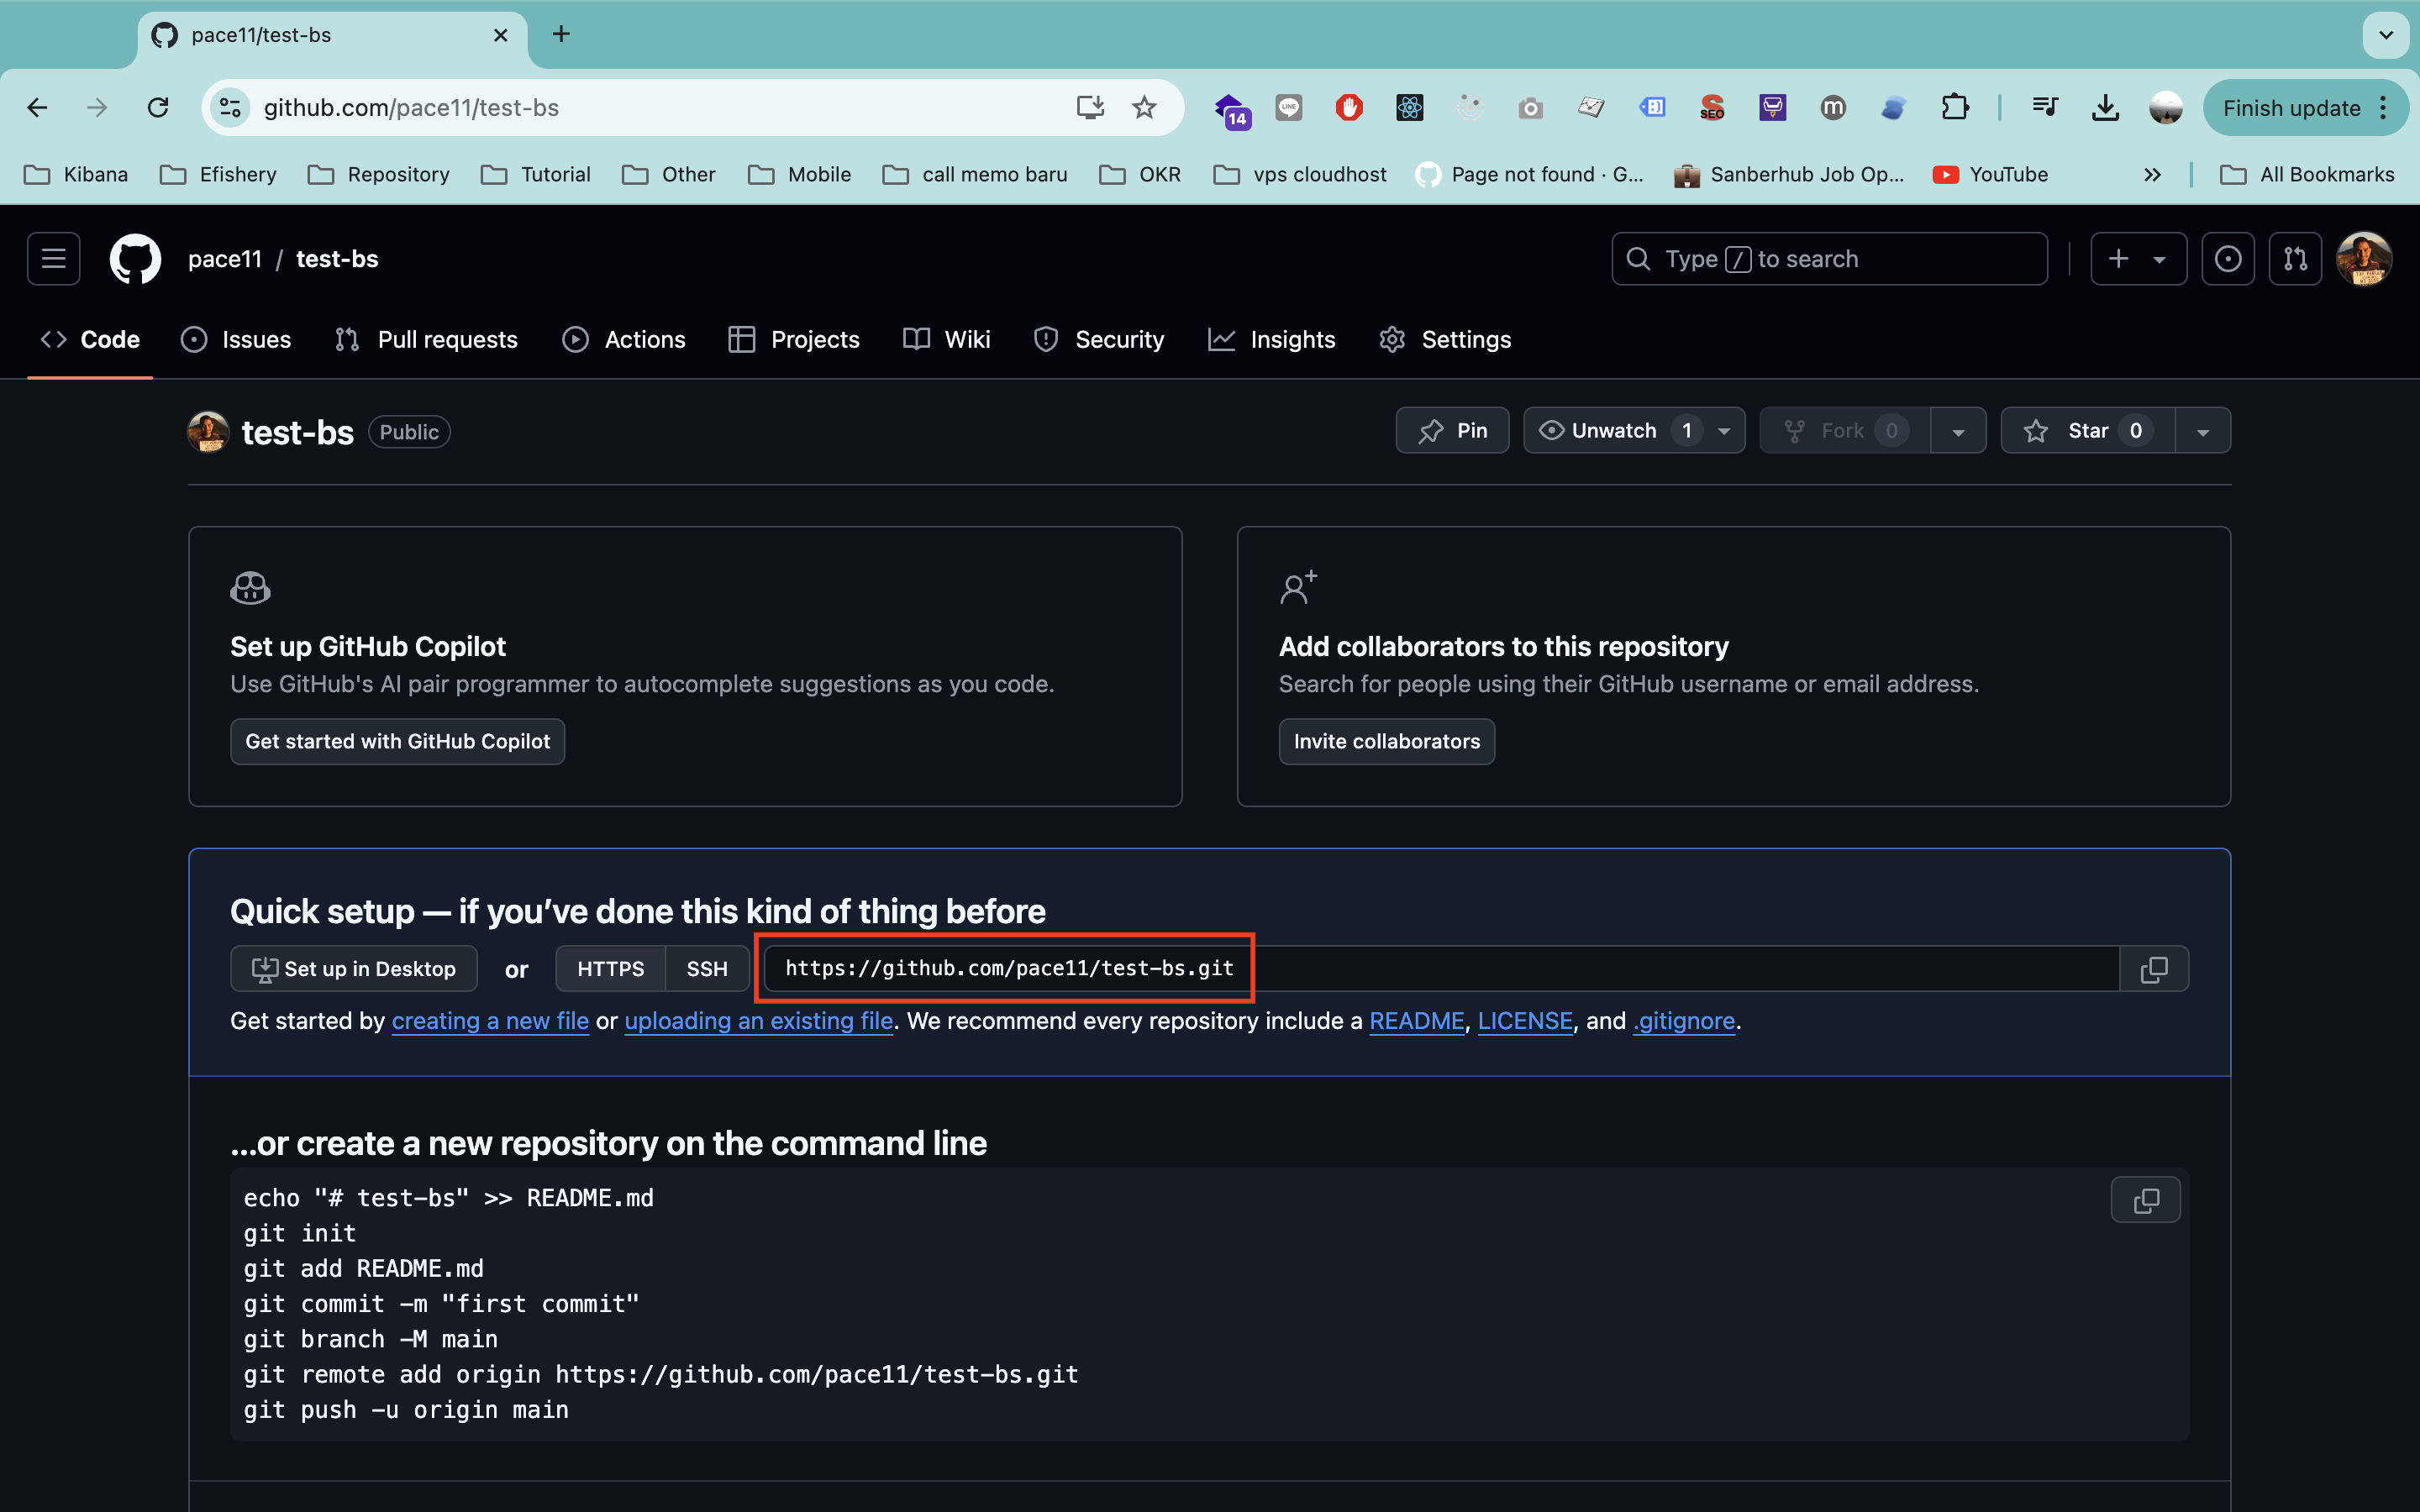 pace11/test-bs
github.com/pace11/test-bs
14
LINE
SEO
m
Finish update
Kibana
Efishery
Repository
Tutorial
Other
Mobile
call memo baru
OKR
vps cloudhost
Page not found · G...
Sanberhub Job Op...
YouTube
All Bookmarks
pace11 / test-bs
Type / to search
Code
Issues
Pull requests
Actions
Projects
Wiki
Security
Insights
Settings
test-bs Public
Pin
Unwatch 1
Fork 0
Star 0
Set up GitHub Copilot
Use GitHub's AI pair programmer to autocomplete suggestions as you code.
Get started with GitHub Copilot
Add collaborators to this repository
Search for people using their GitHub username or email address.
Invite collaborators
Quick setup — if you’ve done this kind of thing before
Set up in Desktop or HTTPS SSH https://github.com/pace11/test-bs.git
Get started by creating a new file or uploading an existing file. We recommend every repository include a README, LICENSE, and .gitignore.
…or create a new repository on the command line
echo "# test-bs" >> README.md
git init
git add README.md
git commit -m "first commit"
git branch -M main
git remote add origin https://github.com/pace11/test-bs.git
git push -u origin main